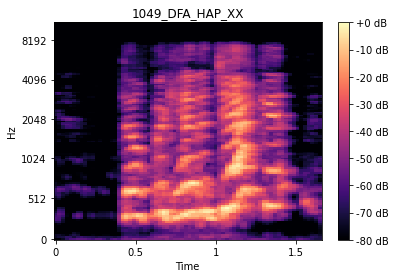 1049_DFA_HAP_XX
+0 dB
8192
-10 dB
-20 dB
4096
-30 dB
2048
-40 dB
Hz
1024
-50 dB
512
-60 dB
-70 dB
0
-80 dB
0
0.5
1
1.5
Time